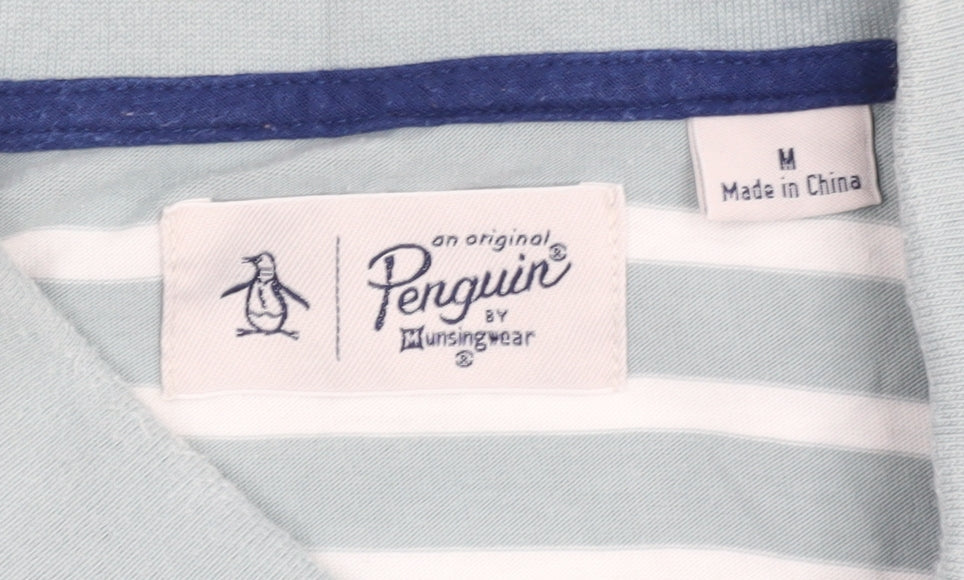 an original
Penguin®
BY
Munsingwear
®
M
Made in China